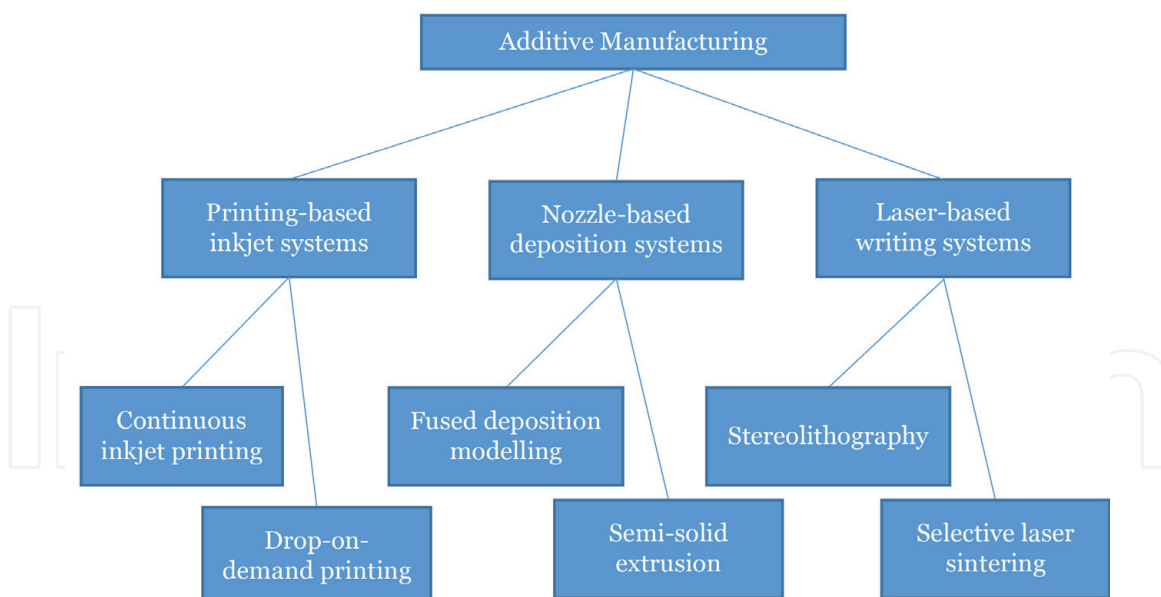 Additive Manufacturing
Printing-based
inkjet systems
Nozzle-based
deposition systems
Laser-based
writing systems
Continuous
inkjet printing
Fused deposition
modelling
Stereolithography
Drop-on-
demand printing
Semi-solid
extrusion
Selective laser
sintering